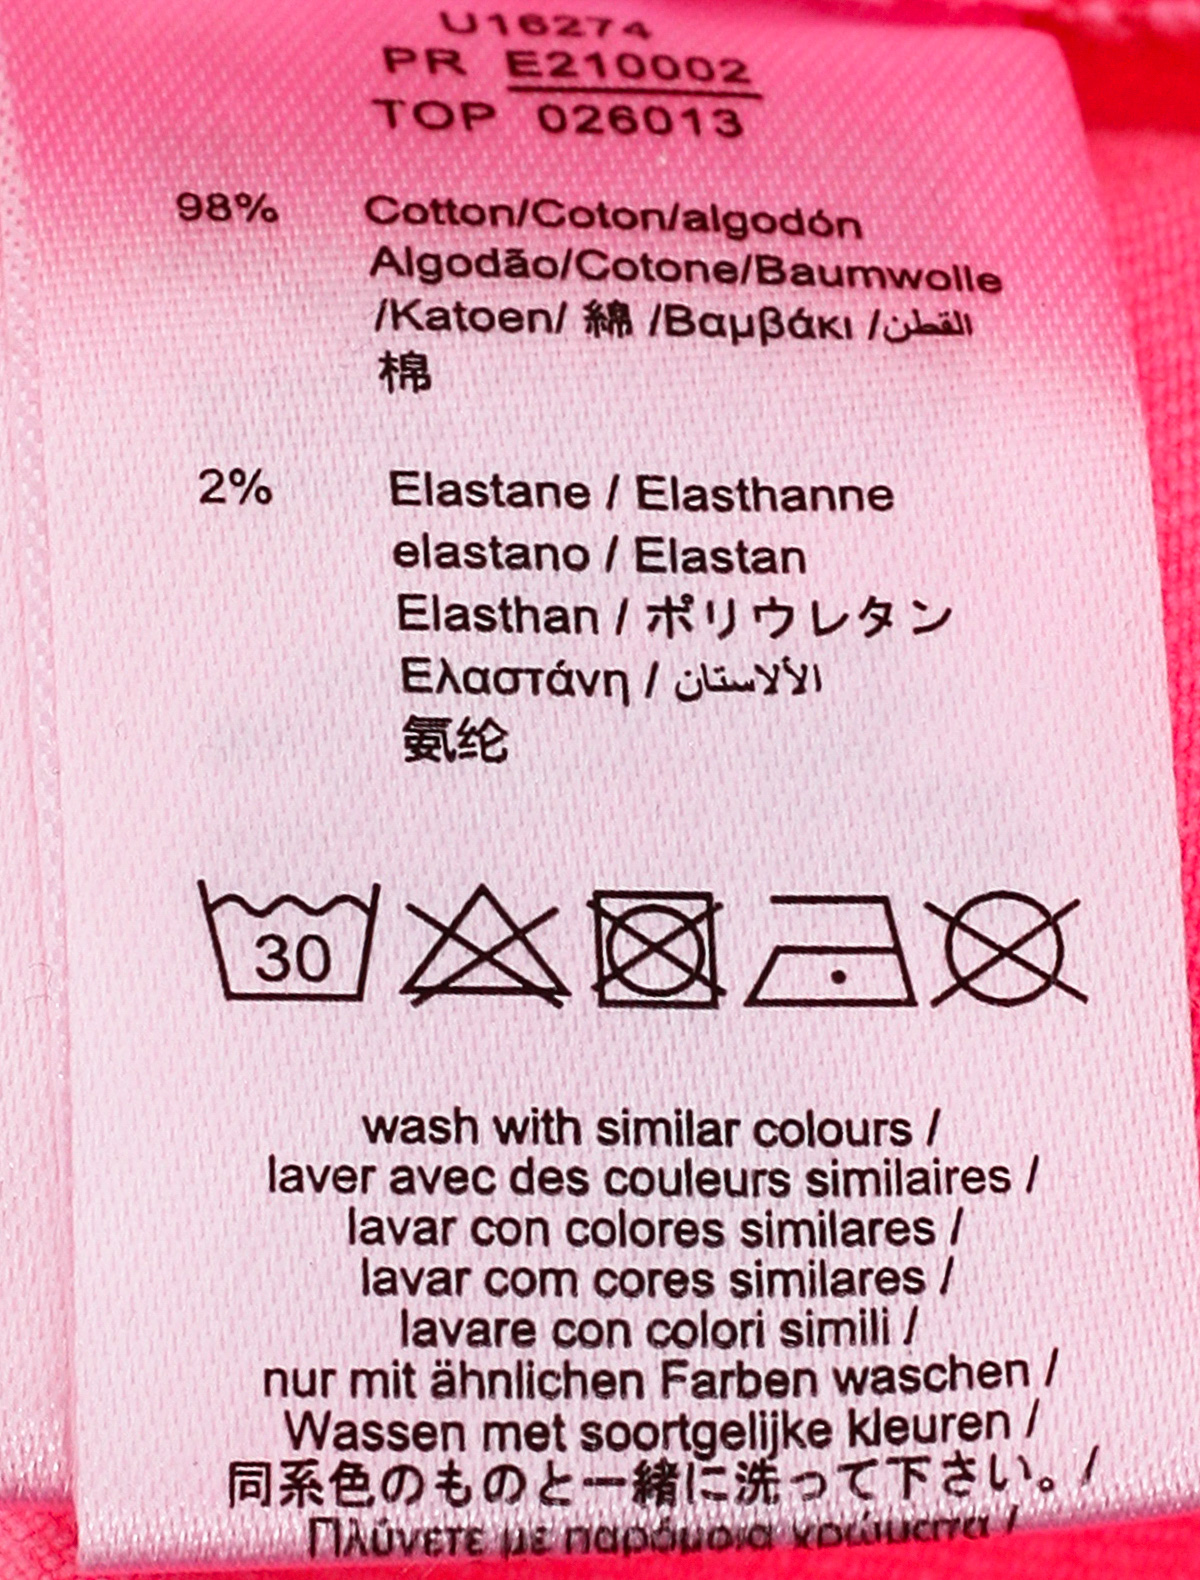 U16274
PR E210002
TOP 026013
98% Cotton/Coton/algodón
Algodão/Cotone/Baumwolle
/Katoen/ 綿 /Βαμβάκι /القطن
棉
2% Elastane / Elasthanne
elastano / Elastan
Elasthan / ポリウレタン
Ελαστάνη / الألاستان
氨纶
30
wash with similar colours /
laver avec des couleurs similaires /
lavar con colores similares /
lavar com cores similares /
lavare con colori simili /
nur mit ähnlichen Farben waschen /
Wassen met soortgelijke kleuren /
同系色のものと一緒に洗って下さい。 /
Πλύνετε με παρόμοια χρώματα /